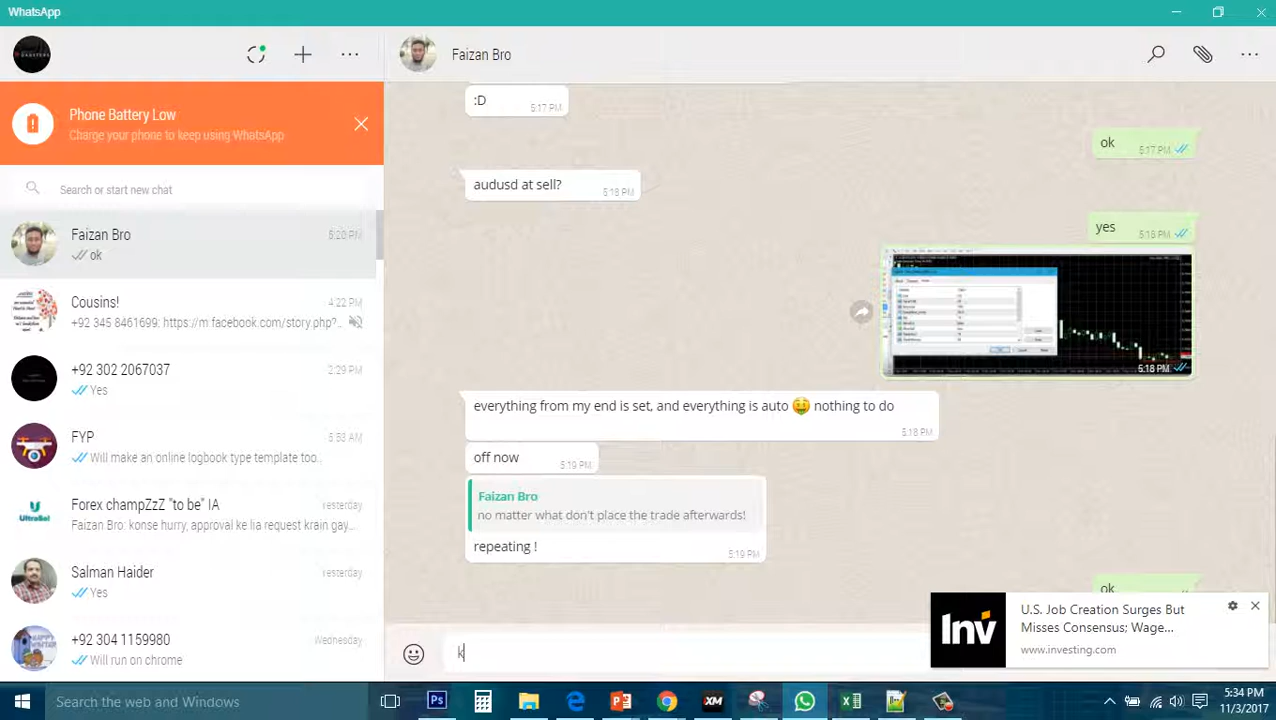 WhatsApp
Faizan Bro
Phone Battery Low
Charge your phone to keep using WhatsApp
Search or start new chat
Faizan Bro 5:20 PM
ok
Cousins! 4:22 PM
+92 345 8461699: https://facebook.com/story.php?...
+92 302 2067037 2:29 PM
Yes
FYP 5:53 AM
Will make an online logbook type template too..
Forex champZzZ "to be" IA Yesterday
UltraSol
Faizan Bro: konse hurry, approval ke lia request krain gay...
Salman Haider Yesterday
Yes
+92 304 1159980 Wednesday
Will run on chrome
:D 5:17 PM
ok 5:17 PM
audusd at sell? 5:18 PM
yes 5:18 PM
5:18 PM
everything from my end is set, and everything is auto 🤑 nothing to do
5:18 PM
off now 5:19 PM
Faizan Bro
no matter what don't place the trade afterwards!
repeating ! 5:19 PM
ok
k
Inv
U.S. Job Creation Surges But
Misses Consensus; Wage...
www.investing.com
Search the web and Windows
Ps
XM
5:34 PM
11/3/2017